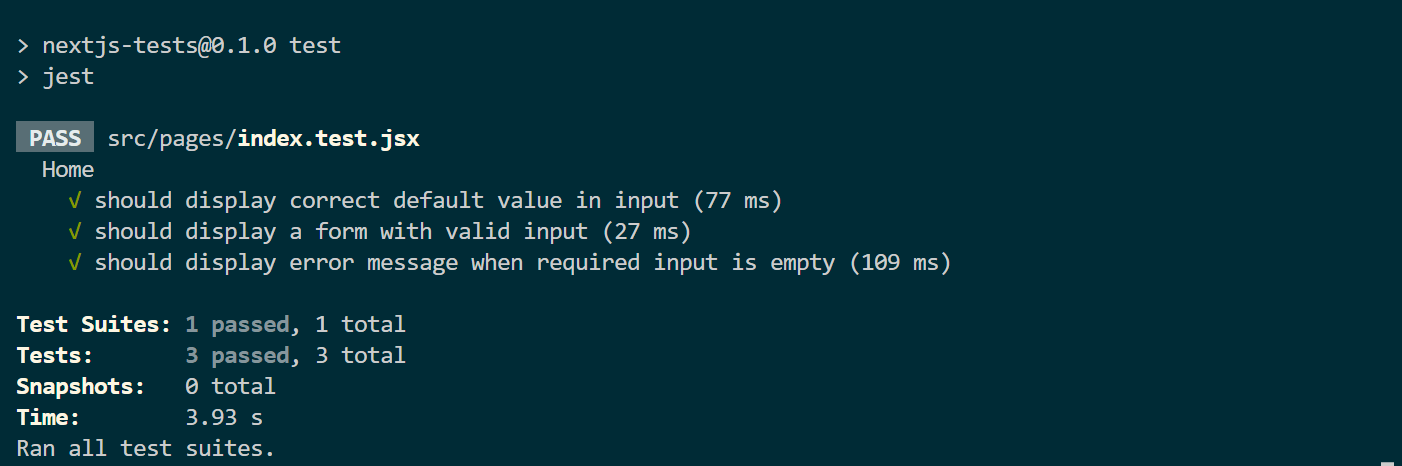 > nextjs-tests@0.1.0 test
> jest
PASS src/pages/index.test.jsx
Home
√ should display correct default value in input (77 ms)
√ should display a form with valid input (27 ms)
√ should display error message when required input is empty (109 ms)
Test Suites: 1 passed, 1 total
Tests: 3 passed, 3 total
Snapshots: 0 total
Time: 3.93 s
Ran all test suites.